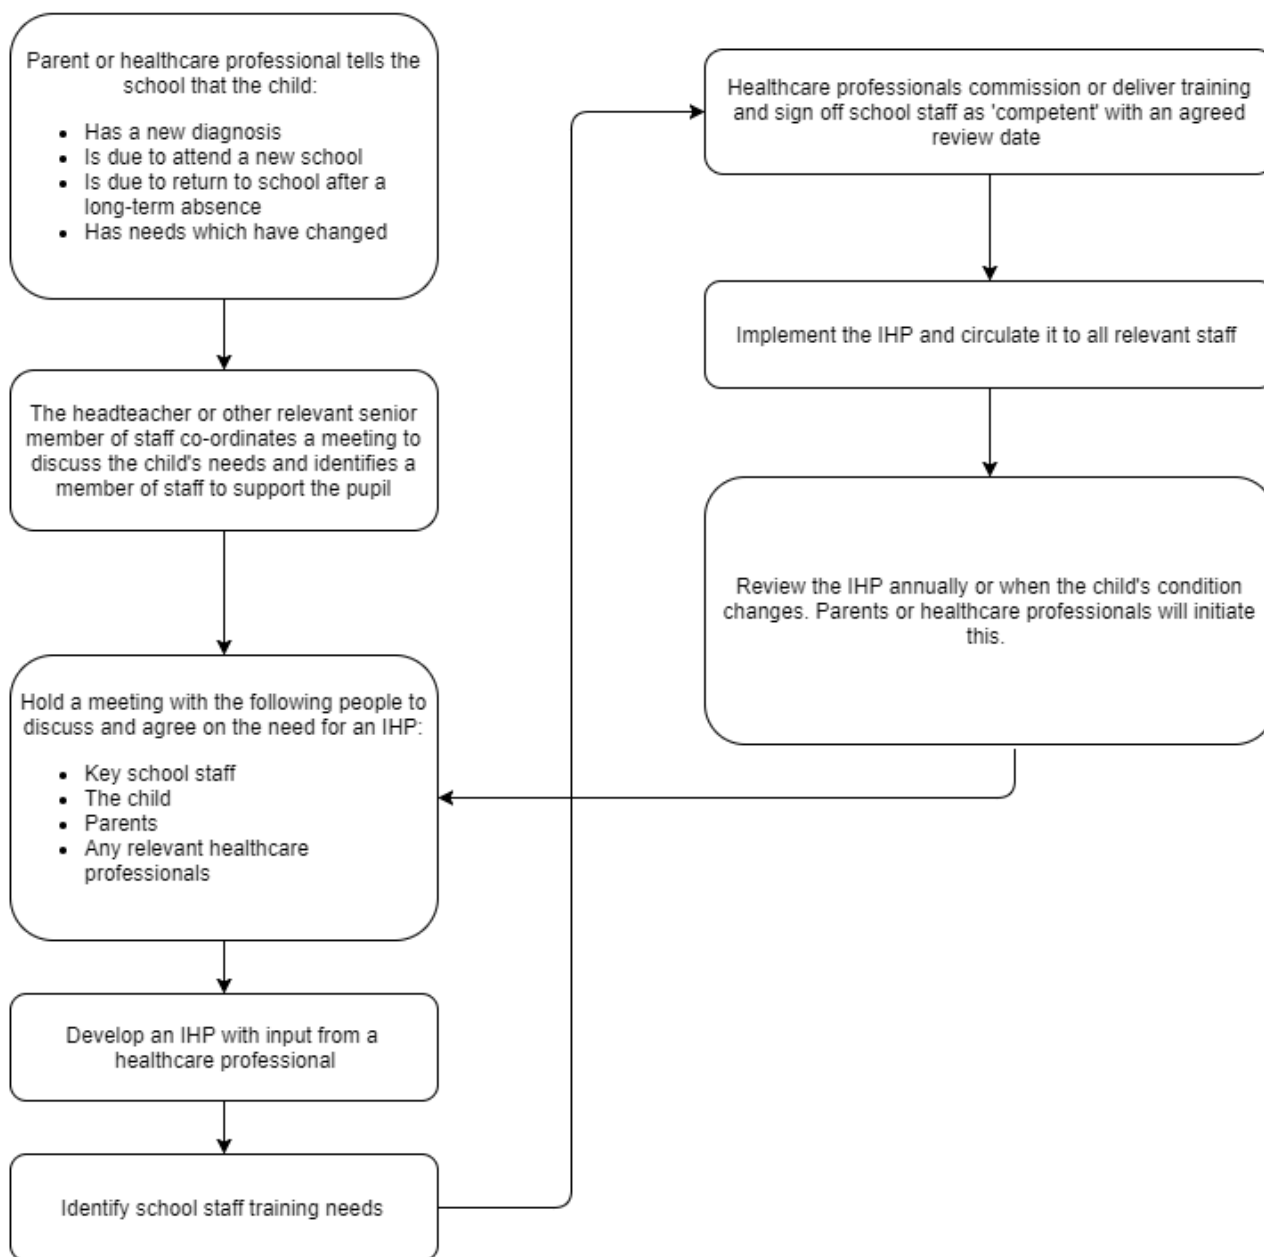 Parent or healthcare professional tells the
school that the child:
• Has a new diagnosis
• Is due to attend a new school
• Is due to return to school after a
long-term absence
• Has needs which have changed
The headteacher or other relevant senior
member of staff co-ordinates a meeting to
discuss the child's needs and identifies a
member of staff to support the pupil
Hold a meeting with the following people to
discuss and agree on the need for an IHP:
• Key school staff
• The child
• Parents
• Any relevant healthcare
professionals
Develop an IHP with input from a
healthcare professional
Identify school staff training needs
Healthcare professionals commission or deliver training
and sign off school staff as 'competent' with an agreed
review date
Implement the IHP and circulate it to all relevant staff
Review the IHP annually or when the child's condition
changes. Parents or healthcare professionals will initiate
this.